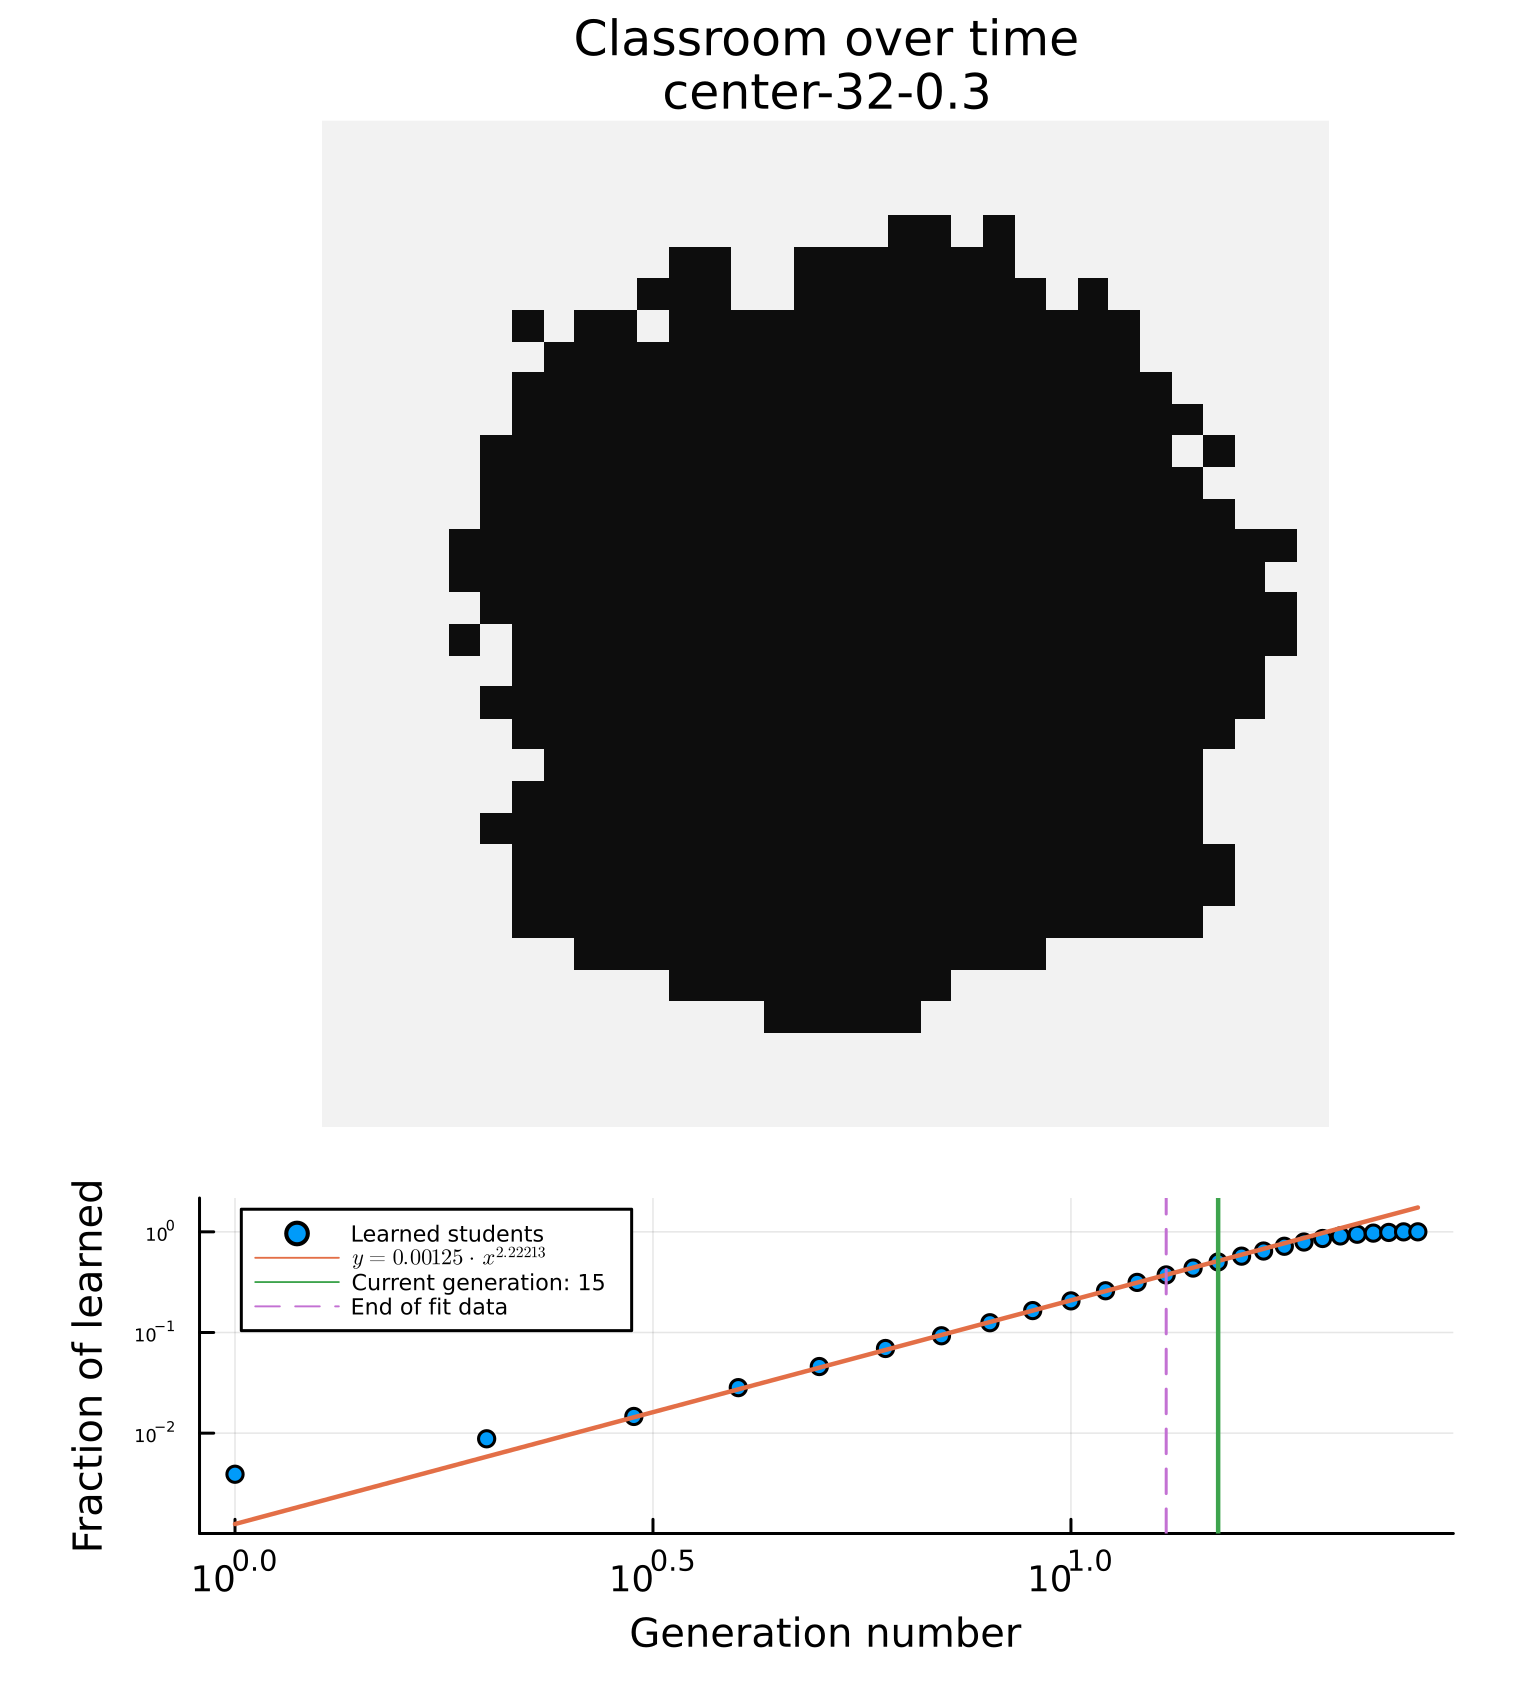 Classroom over time
center-32-0.3
Fraction of learned
10⁰
10⁻¹
10⁻²
Learned students
y = 0.00125 · x^2.22213
Current generation: 15
End of fit data
10^0.0
10^0.5
10^1.0
Generation number